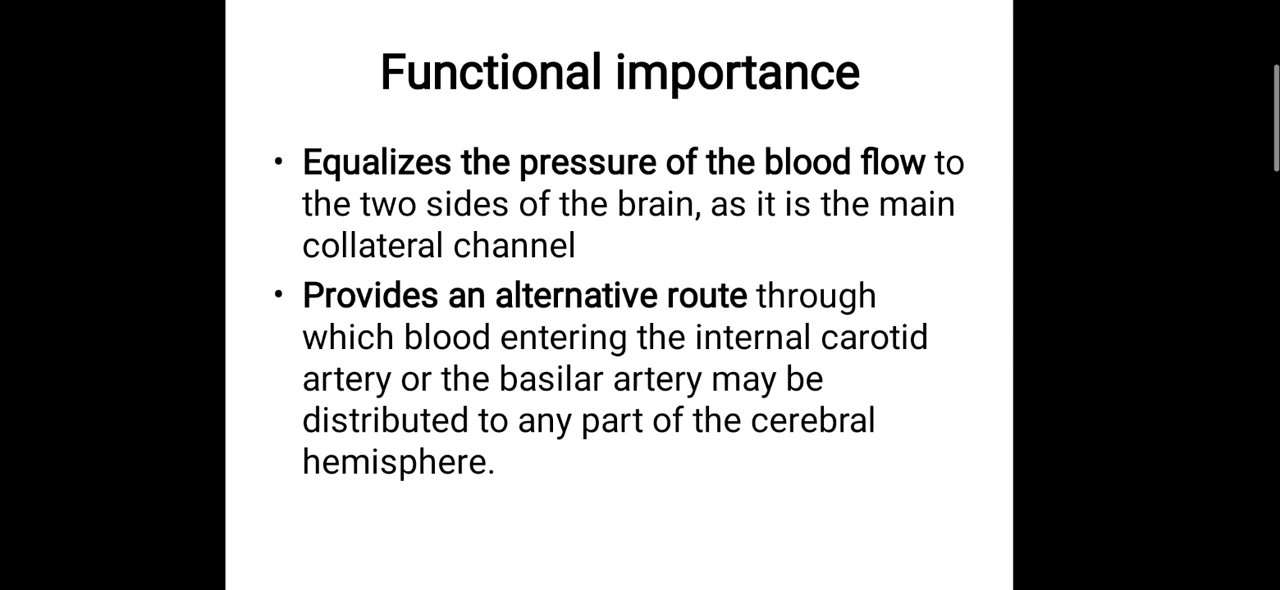 Functional importance
• Equalizes the pressure of the blood flow to
the two sides of the brain, as it is the main
collateral channel
• Provides an alternative route through
which blood entering the internal carotid
artery or the basilar artery may be
distributed to any part of the cerebral
hemisphere.